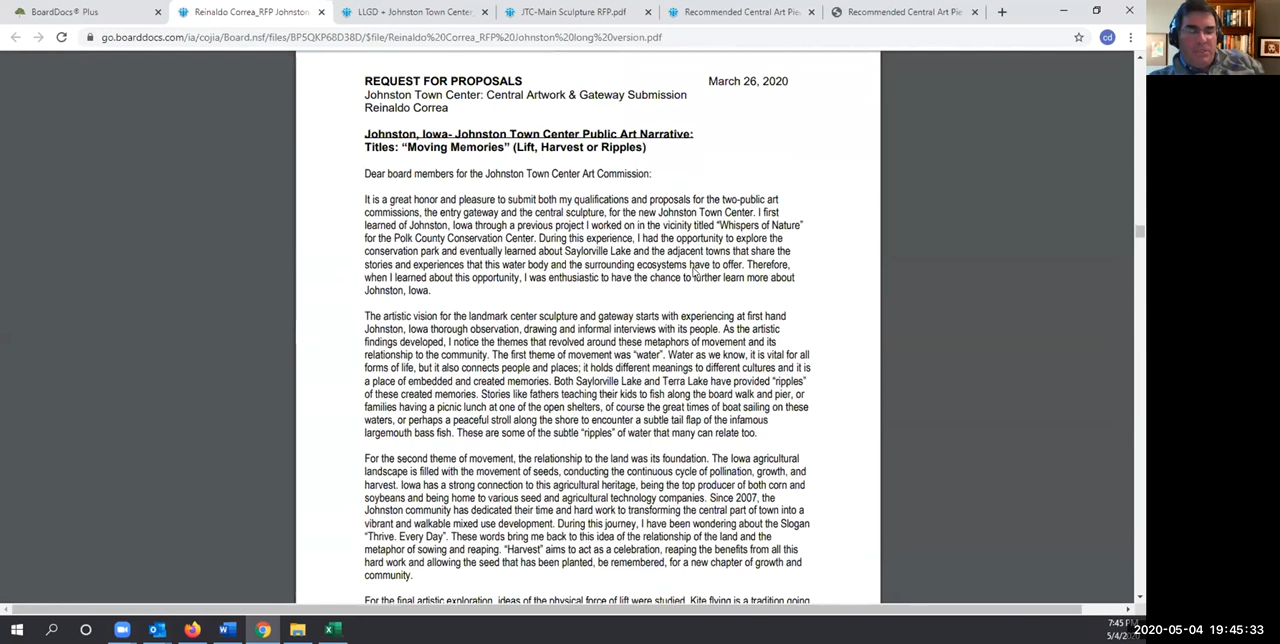 BoardDocs® Plus
Reinaldo Correa_RFP Johnston
LLGD + Johnston Town Center
JTC-Main Sculpture RFP.pdf
Recommended Central Art Pie
Recommended Central Art Pie
go.boarddocs.com/ia/cojia/Board.nsf/files/BP5QKP68D38D/$file/Reinaldo%20Correa_RFP%20Johnston%20long%20version.pdf
cd
REQUEST FOR PROPOSALS March 26, 2020
Johnston Town Center: Central Artwork & Gateway Submission
Reinaldo Correa
Johnston, Iowa- Johnston Town Center Public Art Narrative:
Titles: “Moving Memories” (Lift, Harvest or Ripples)
Dear board members for the Johnston Town Center Art Commission:
It is a great honor and pleasure to submit both my qualifications and proposals for the two-public art
commissions, the entry gateway and the central sculpture, for the new Johnston Town Center. I first
learned of Johnston, Iowa through a previous project I worked on in the vicinity titled “Whispers of Nature”
for the Polk County Conservation Center. During this experience, I had the opportunity to explore the
conservation park and eventually learned about Saylorville Lake and the adjacent towns that share the
stories and experiences that this water body and the surrounding ecosystems have to offer. Therefore,
when I learned about this opportunity, I was enthusiastic to have the chance to further learn more about
Johnston, Iowa.
The artistic vision for the landmark center sculpture and gateway starts with experiencing at first hand
Johnston, Iowa thorough observation, drawing and informal interviews with its people. As the artistic
findings developed, I notice the themes that revolved around these metaphors of movement and its
relationship to the community. The first theme of movement was “water”. Water as we know, it is vital for all
forms of life, but it also connects people and places; it holds different meanings to different cultures and it is
a place of embedded and created memories. Both Saylorville Lake and Terra Lake have provided “ripples”
of these created memories. Stories like fathers teaching their kids to fish along the board walk and pier, or
families having a picnic lunch at one of the open shelters, of course the great times of boat sailing on these
waters, or perhaps a peaceful stroll along the shore to encounter a subtle tail flap of the infamous
largemouth bass fish. These are some of the subtle “ripples” of water that many can relate too.
For the second theme of movement, the relationship to the land was its foundation. The Iowa agricultural
landscape is filled with the movement of seeds, conducting the continuous cycle of pollination, growth, and
harvest. Iowa has a strong connection to this agricultural heritage, being the top producer of both corn and
soybeans and being home to various seed and agricultural technology companies. Since 2007, the
Johnston community has dedicated their time and hard work to transforming the central part of town into a
vibrant and walkable mixed use development. During this journey, I have been wondering about the Slogan
“Thrive. Every Day”. These words bring me back to this idea of the relationship of the land and the
metaphor of sowing and reaping. “Harvest” aims to act as a celebration, reaping the benefits from all this
hard work and allowing the seed that has been planted, be remembered, for a new chapter of growth and
community.
For the final artistic exploration, ideas of the physical force of lift were studied. Kite flying is a tradition going
7:45 PM
5/4/20
2020-05-04 19:45:33